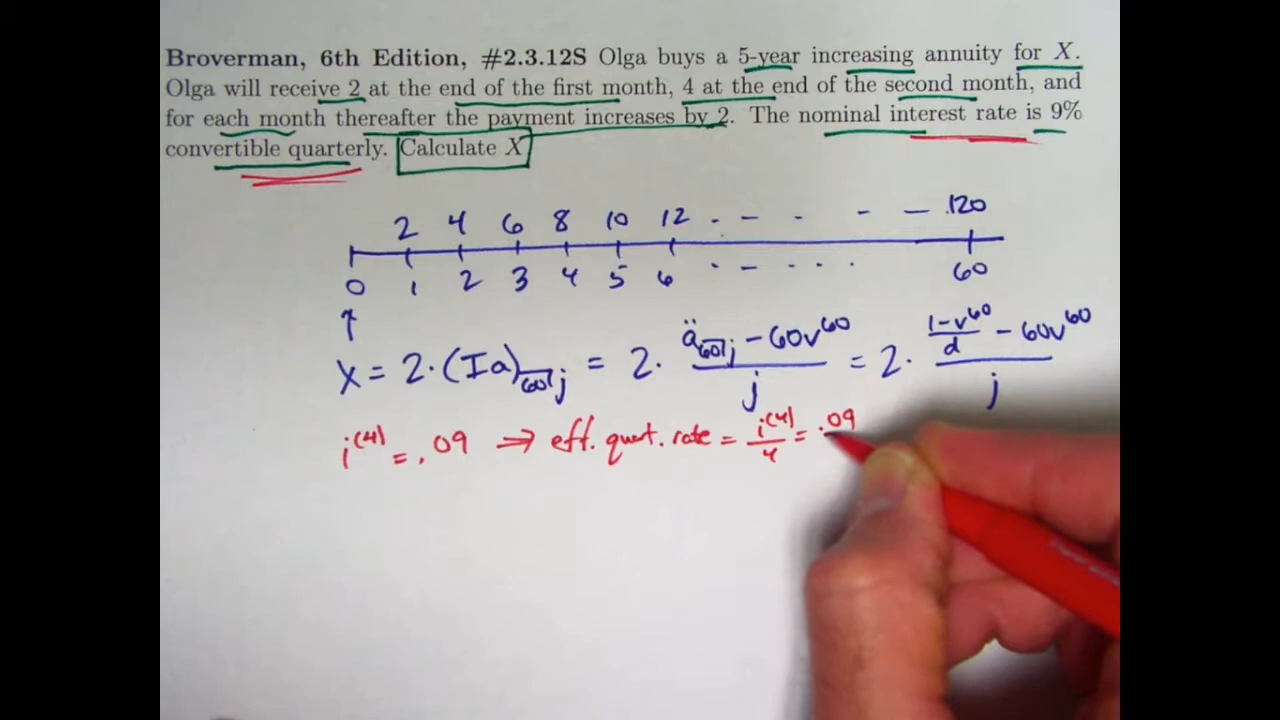 Broverman, 6th Edition, #2.3.12S Olga buys a 5-year increasing annuity for X.
Olga will receive 2 at the end of the first month, 4 at the end of the second month, and
for each month thereafter the payment increases by 2. The nominal interest rate is 9%
convertible quarterly. Calculate X
2 4 6 8 10 12 . - - - — .120
0 1 2 3 4 5 6 . - . . . 60
X = 2·(Ia)60⌉j = 2 · (ä60⌉j − 60v^60)/j = 2 · ((1−v^60)/d − 60v^60)/j
i^(4) = .09 ⇒ eff. quart. rate = i^(4)/4 = .09